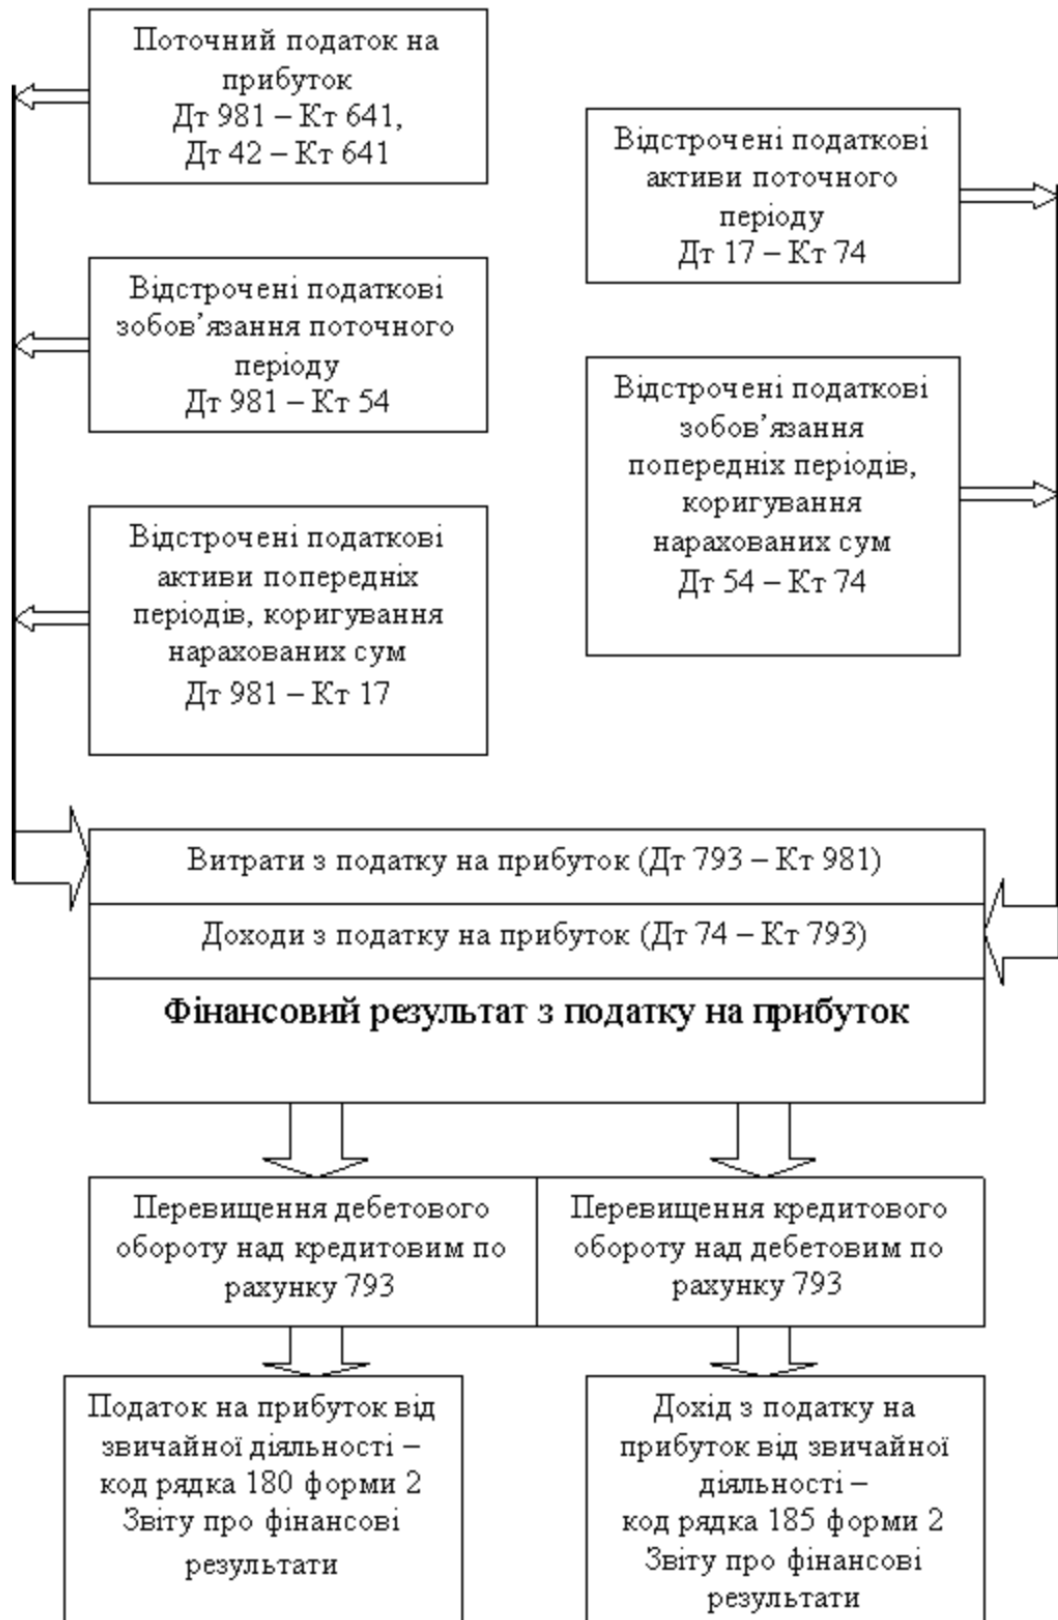 Поточний податок на
прибуток
Дт 981 – Кт 641,
Дт 42 – Кт 641
Відстрочені податкові
зобов’язання поточного
періоду
Дт 981 – Кт 54
Відстрочені податкові
активи попередніх
періодів, коригування
нарахованих сум
Дт 981 – Кт 17
Відстрочені податкові
активи поточного
періоду
Дт 17 – Кт 74
Відстрочені податкові
зобов’язання
попередніх періодів,
коригування
нарахованих сум
Дт 54 – Кт 74
Витрати з податку на прибуток (Дт 793 – Кт 981)
Доходи з податку на прибуток (Дт 74 – Кт 793)
Фінансовий результат з податку на прибуток
Перевищення дебетового
обороту над кредитовим по
рахунку 793
Перевищення кредитового
обороту над дебетовим по
рахунку 793
Податок на прибуток від
звичайної діяльності –
код рядка 180 форми 2
Звіту про фінансові
результати
Дохід з податку на
прибуток від звичайної
діяльності –
код рядка 185 форми 2
Звіту про фінансові
результати